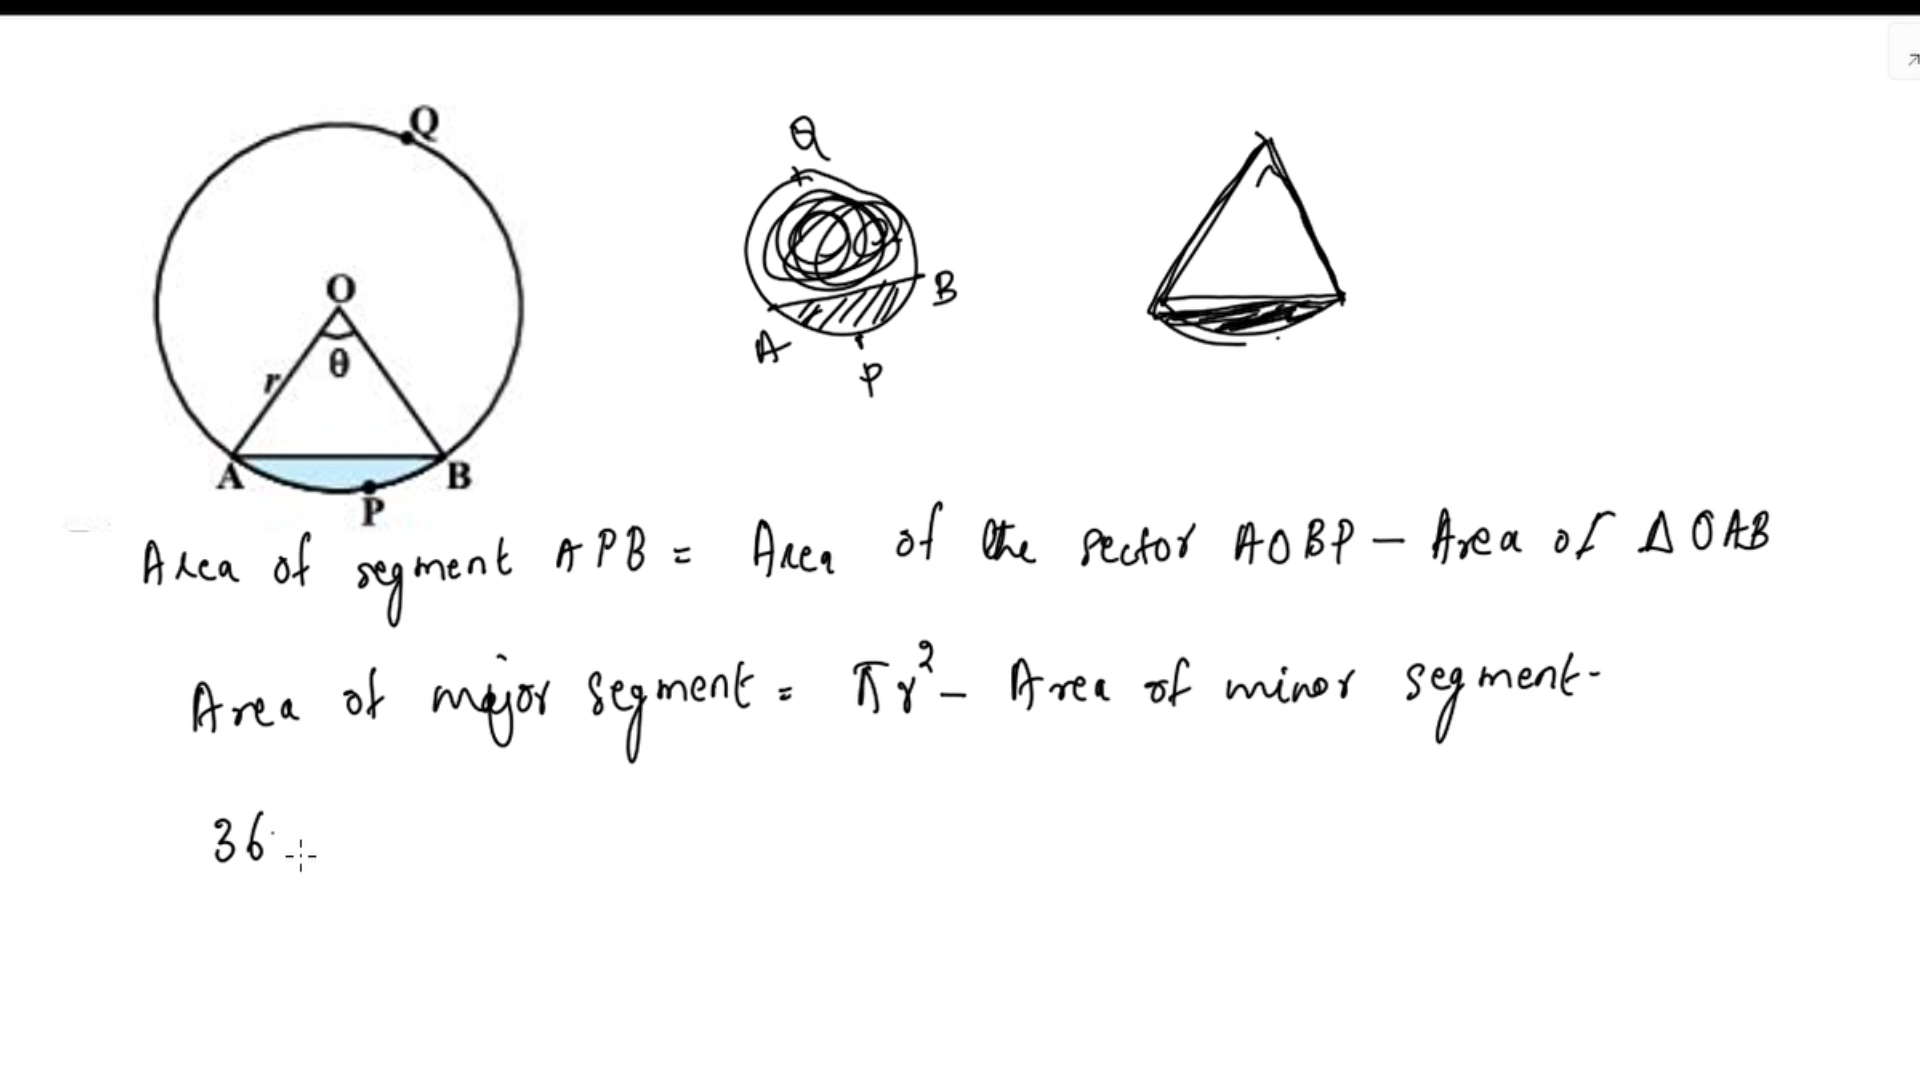 Q
O
θ
r
A
B
P
Q
B
A
P
Area of segment APB = Area of the sector AOBP - Area of Δ OAB
Area of major segment = πr² - Area of minor segment-
36